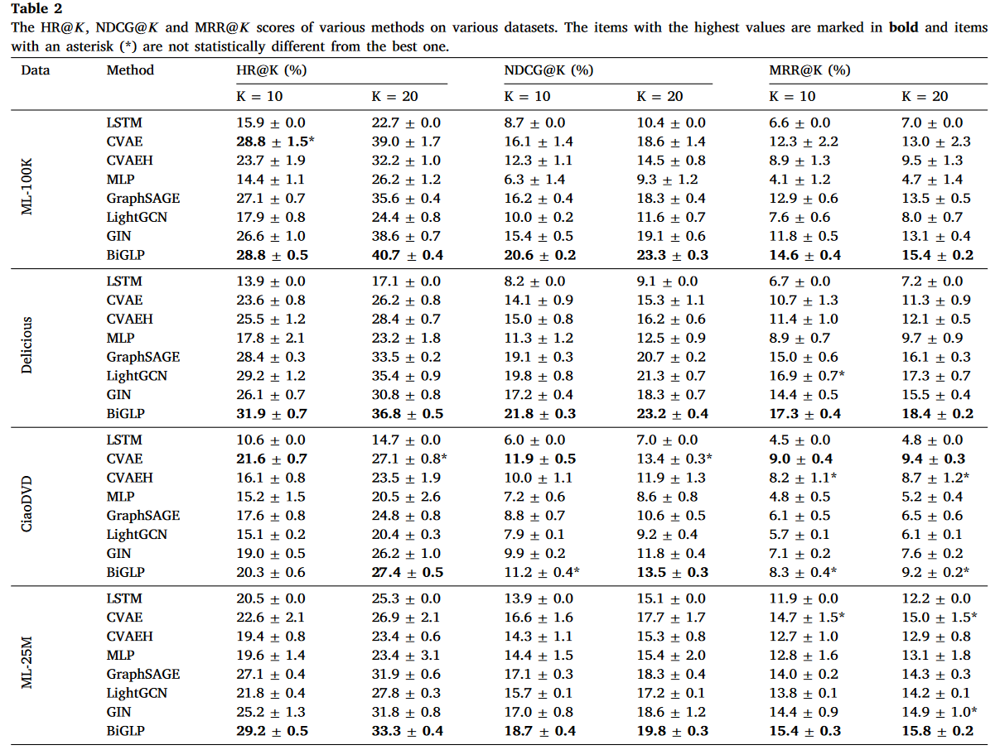 Table 2
The HR@K, NDCG@K and MRR@K scores of various methods on various datasets. The items with the highest values are marked in bold and items
with an asterisk (*) are not statistically different from the best one.
Data Method HR@K (%) NDCG@K (%) MRR@K (%)
K = 10 K = 20 K = 10 K = 20 K = 10 K = 20
ML-100K
LSTM 15.9 ± 0.0 22.7 ± 0.0 8.7 ± 0.0 10.4 ± 0.0 6.6 ± 0.0 7.0 ± 0.0
CVAE 28.8 ± 1.5* 39.0 ± 1.7 16.1 ± 1.4 18.6 ± 1.4 12.3 ± 2.2 13.0 ± 2.3
CVAEH 23.7 ± 1.9 32.2 ± 1.0 12.3 ± 1.1 14.5 ± 0.8 8.9 ± 1.3 9.5 ± 1.3
MLP 14.4 ± 1.1 26.2 ± 1.2 6.3 ± 1.4 9.3 ± 1.2 4.1 ± 1.2 4.7 ± 1.4
GraphSAGE 27.1 ± 0.7 35.6 ± 0.4 16.2 ± 0.4 18.3 ± 0.4 12.9 ± 0.6 13.5 ± 0.5
LightGCN 17.9 ± 0.8 24.4 ± 0.8 10.0 ± 0.2 11.6 ± 0.7 7.6 ± 0.6 8.0 ± 0.7
GIN 26.6 ± 1.0 38.6 ± 0.7 15.4 ± 0.5 19.1 ± 0.6 11.8 ± 0.5 13.1 ± 0.4
BiGLP 28.8 ± 0.5 40.7 ± 0.4 20.6 ± 0.2 23.3 ± 0.3 14.6 ± 0.4 15.4 ± 0.2
Delicious
LSTM 13.9 ± 0.0 17.1 ± 0.0 8.2 ± 0.0 9.1 ± 0.0 6.7 ± 0.0 7.2 ± 0.0
CVAE 23.6 ± 0.8 26.2 ± 0.8 14.1 ± 0.9 15.3 ± 1.1 10.7 ± 1.3 11.3 ± 0.9
CVAEH 25.5 ± 1.2 28.4 ± 0.7 15.0 ± 0.8 16.2 ± 0.6 11.4 ± 1.0 12.1 ± 0.5
MLP 17.8 ± 2.1 23.2 ± 1.8 11.3 ± 1.2 12.5 ± 0.9 8.9 ± 0.7 9.7 ± 0.9
GraphSAGE 28.4 ± 0.3 33.5 ± 0.2 19.1 ± 0.3 20.7 ± 0.2 15.0 ± 0.6 16.1 ± 0.3
LightGCN 29.2 ± 1.2 35.4 ± 0.9 19.8 ± 0.8 21.3 ± 0.7 16.9 ± 0.7* 17.3 ± 0.7
GIN 26.1 ± 0.7 30.8 ± 0.8 17.2 ± 0.4 18.3 ± 0.7 14.4 ± 0.5 15.5 ± 0.4
BiGLP 31.9 ± 0.7 36.8 ± 0.5 21.8 ± 0.3 23.2 ± 0.4 17.3 ± 0.4 18.4 ± 0.2
CiaoDVD
LSTM 10.6 ± 0.0 14.7 ± 0.0 6.0 ± 0.0 7.0 ± 0.0 4.5 ± 0.0 4.8 ± 0.0
CVAE 21.6 ± 0.7 27.1 ± 0.8* 11.9 ± 0.5 13.4 ± 0.3* 9.0 ± 0.4 9.4 ± 0.3
CVAEH 16.1 ± 0.8 23.5 ± 1.9 10.0 ± 1.1 11.9 ± 1.3 8.2 ± 1.1* 8.7 ± 1.2*
MLP 15.2 ± 1.5 20.5 ± 2.6 7.2 ± 0.6 8.6 ± 0.8 4.8 ± 0.5 5.2 ± 0.4
GraphSAGE 17.6 ± 0.8 24.8 ± 0.8 8.8 ± 0.7 10.6 ± 0.5 6.1 ± 0.5 6.5 ± 0.6
LightGCN 15.1 ± 0.2 20.4 ± 0.3 7.9 ± 0.1 9.2 ± 0.4 5.7 ± 0.1 6.1 ± 0.1
GIN 19.0 ± 0.5 26.2 ± 1.0 9.9 ± 0.2 11.8 ± 0.4 7.1 ± 0.2 7.6 ± 0.2
BiGLP 20.3 ± 0.6 27.4 ± 0.5 11.2 ± 0.4* 13.5 ± 0.3 8.3 ± 0.4* 9.2 ± 0.2*
ML-25M
LSTM 20.5 ± 0.0 25.3 ± 0.0 13.9 ± 0.0 15.1 ± 0.0 11.9 ± 0.0 12.2 ± 0.0
CVAE 22.6 ± 2.1 26.9 ± 2.1 16.6 ± 1.6 17.7 ± 1.7 14.7 ± 1.5* 15.0 ± 1.5*
CVAEH 19.4 ± 0.8 23.4 ± 0.6 14.3 ± 1.1 15.3 ± 0.8 12.7 ± 1.0 12.9 ± 0.8
MLP 19.6 ± 1.4 23.4 ± 3.1 14.4 ± 1.5 15.4 ± 2.0 12.8 ± 1.6 13.1 ± 1.8
GraphSAGE 27.1 ± 0.4 31.9 ± 0.6 17.1 ± 0.3 18.3 ± 0.4 14.0 ± 0.2 14.3 ± 0.3
LightGCN 21.8 ± 0.4 27.8 ± 0.3 15.7 ± 0.1 17.2 ± 0.1 13.8 ± 0.1 14.2 ± 0.1
GIN 25.2 ± 1.3 31.8 ± 0.8 17.0 ± 0.8 18.6 ± 1.2 14.4 ± 0.9 14.9 ± 1.0*
BiGLP 29.2 ± 0.5 33.3 ± 0.4 18.7 ± 0.4 19.8 ± 0.3 15.4 ± 0.3 15.8 ± 0.2